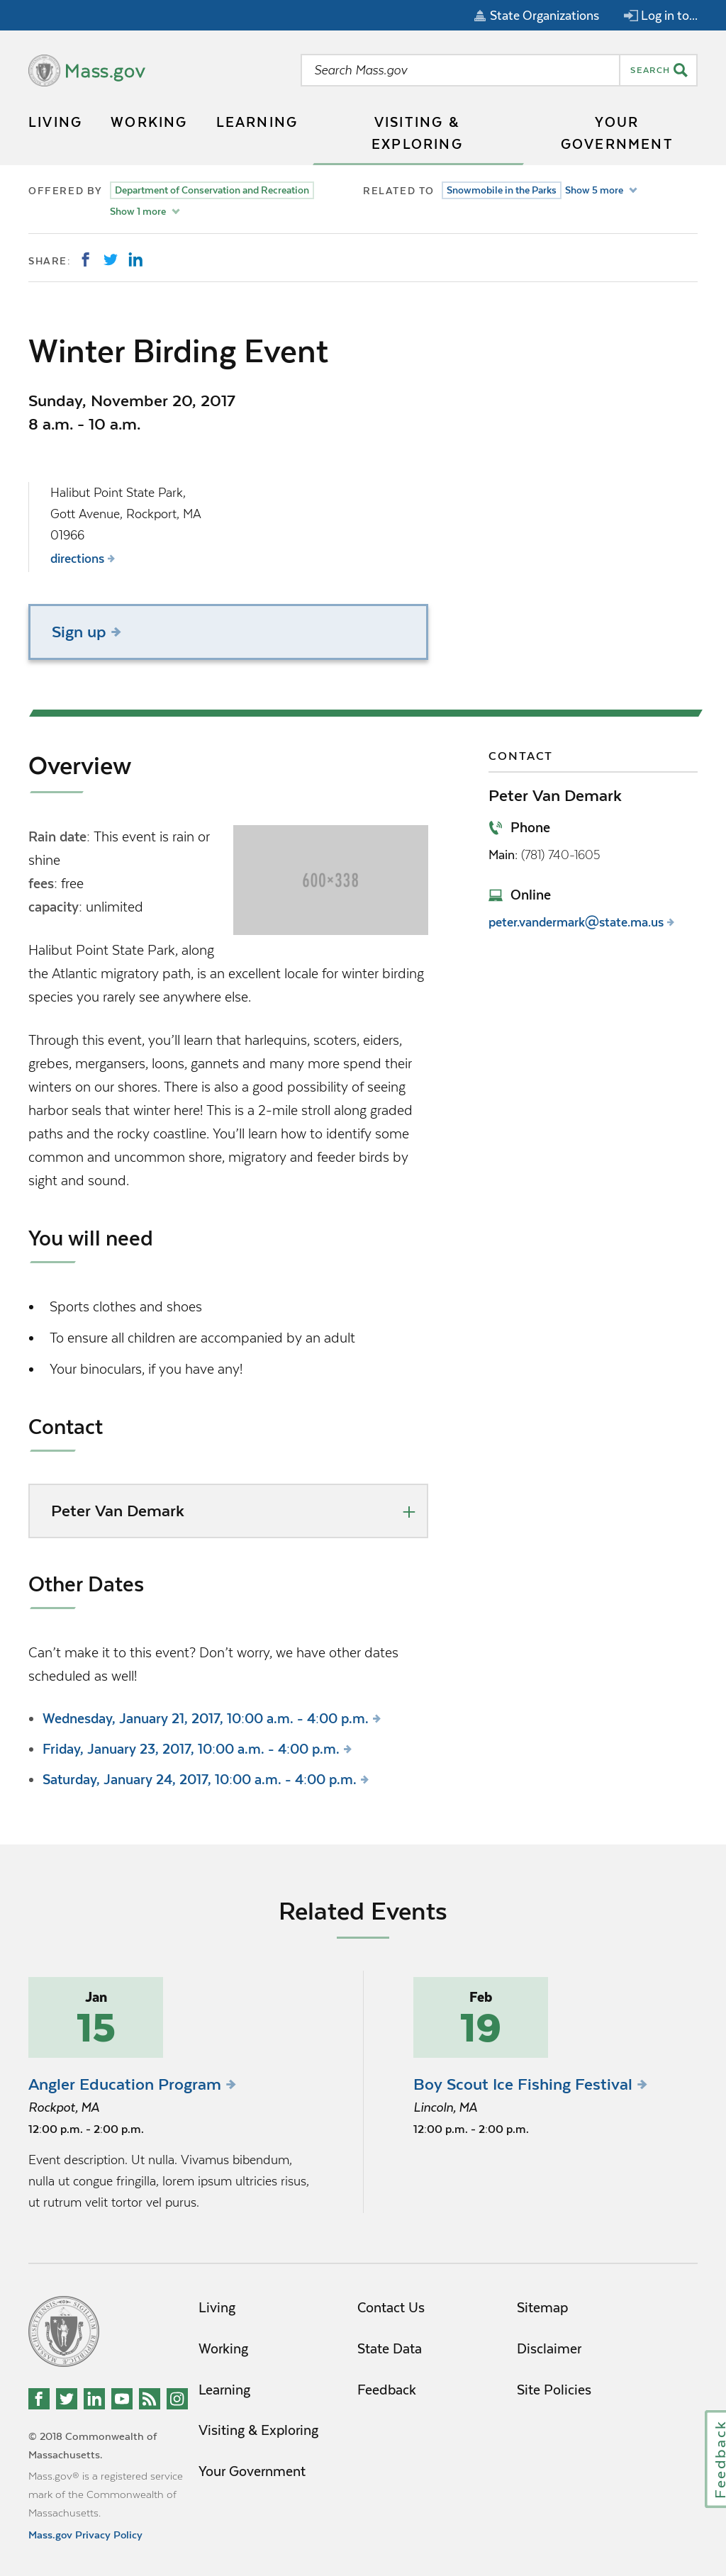 State Organizations
Log in to...
Mass.gov
Search Mass.gov
SEARCH
LIVING
WORKING
LEARNING
VISITING &
EXPLORING
YOUR
GOVERNMENT
OFFERED BY
Department of Conservation and Recreation
Show 1 more
RELATED TO
Snowmobile in the Parks
Show 5 more
SHARE:
Winter Birding Event
Sunday, November 20, 2017
8 a.m. - 10 a.m.
Halibut Point State Park,
Gott Avenue, Rockport, MA
01966
directions
Sign up
Overview
Rain date: This event is rain or
shine
fees: free
capacity: unlimited
600×338
Halibut Point State Park, along
the Atlantic migratory path, is an excellent locale for winter birding
species you rarely see anywhere else.
Through this event, you’ll learn that harlequins, scoters, eiders,
grebes, mergansers, loons, gannets and many more spend their
winters on our shores. There is also a good possibility of seeing
harbor seals that winter here! This is a 2-mile stroll along graded
paths and the rocky coastline. You’ll learn how to identify some
common and uncommon shore, migratory and feeder birds by
sight and sound.
You will need
Sports clothes and shoes
To ensure all children are accompanied by an adult
Your binoculars, if you have any!
Contact
Peter Van Demark
Other Dates
Can’t make it to this event? Don’t worry, we have other dates
scheduled as well!
Wednesday, January 21, 2017, 10:00 a.m. - 4:00 p.m.
Friday, January 23, 2017, 10:00 a.m. - 4:00 p.m.
Saturday, January 24, 2017, 10:00 a.m. - 4:00 p.m.
CONTACT
Peter Van Demark
Phone
Main: (781) 740-1605
Online
peter.vandermark@state.ma.us
Related Events
Jan
15
Angler Education Program
Rockpot, MA
12:00 p.m. - 2:00 p.m.
Event description. Ut nulla. Vivamus bibendum,
nulla ut congue fringilla, lorem ipsum ultricies risus,
ut rutrum velit tortor vel purus.
Feb
19
Boy Scout Ice Fishing Festival
Lincoln, MA
12:00 p.m. - 2:00 p.m.
Living
Working
Learning
Visiting & Exploring
Your Government
Contact Us
State Data
Feedback
Sitemap
Disclaimer
Site Policies
© 2018 Commonwealth of
Massachusetts.
Mass.gov® is a registered service
mark of the Commonwealth of
Massachusetts.
Mass.gov Privacy Policy
Feedback